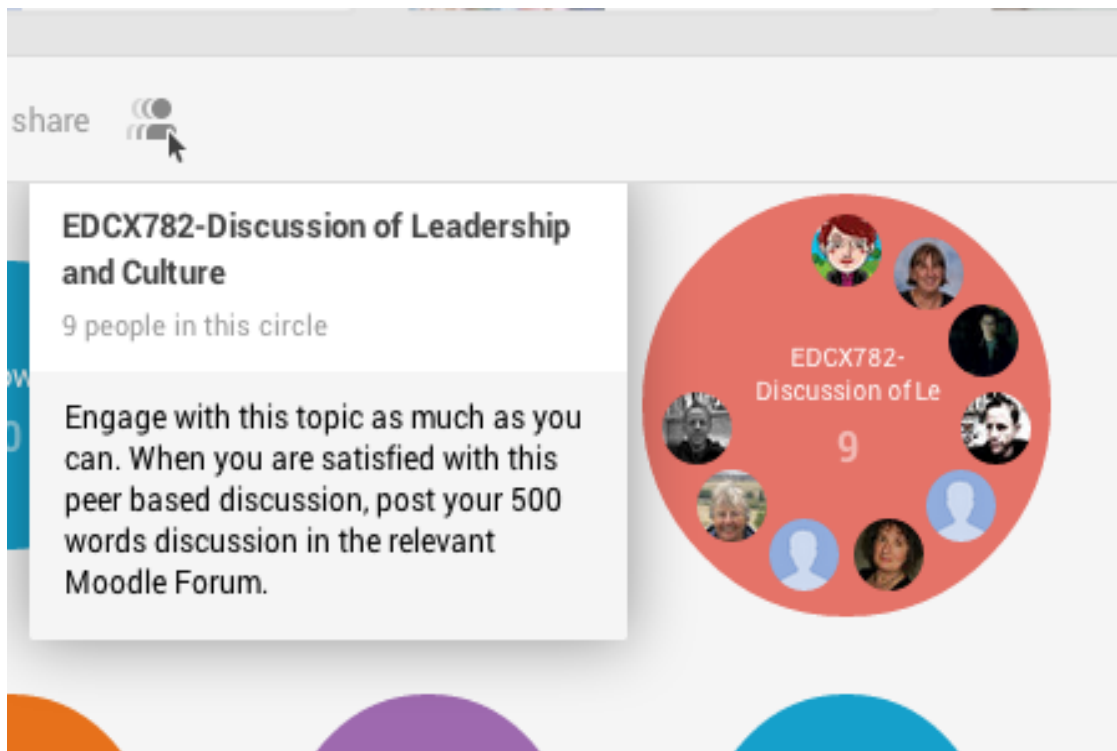 share
EDCX782-Discussion of Leadership
and Culture
9 people in this circle
Engage with this topic as much as you
can. When you are satisfied with this
peer based discussion, post your 500
words discussion in the relevant
Moodle Forum.
EDCX782-
Discussion of Le
9